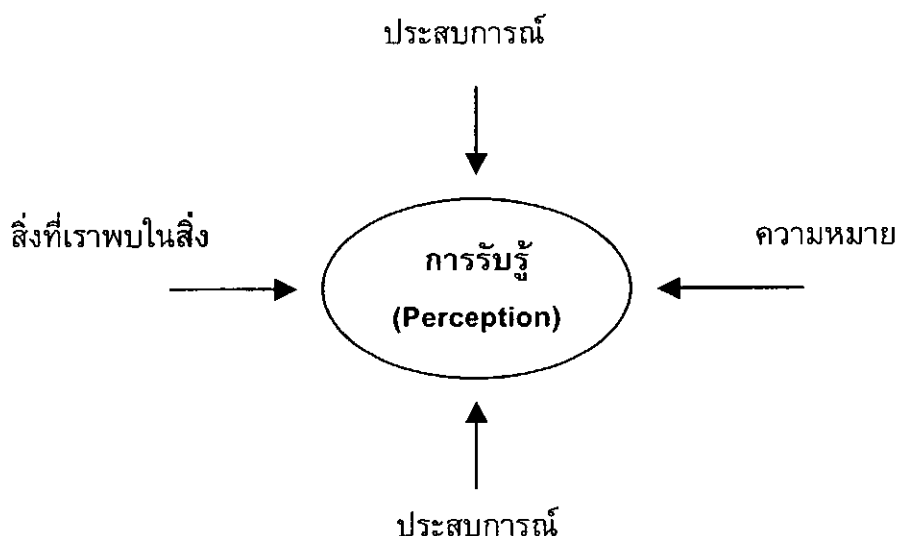 ประสบการณ์
สิ่งที่เราพบในสิ่ง
ความหมาย
การรับรู้
(Perception)
ประสบการณ์